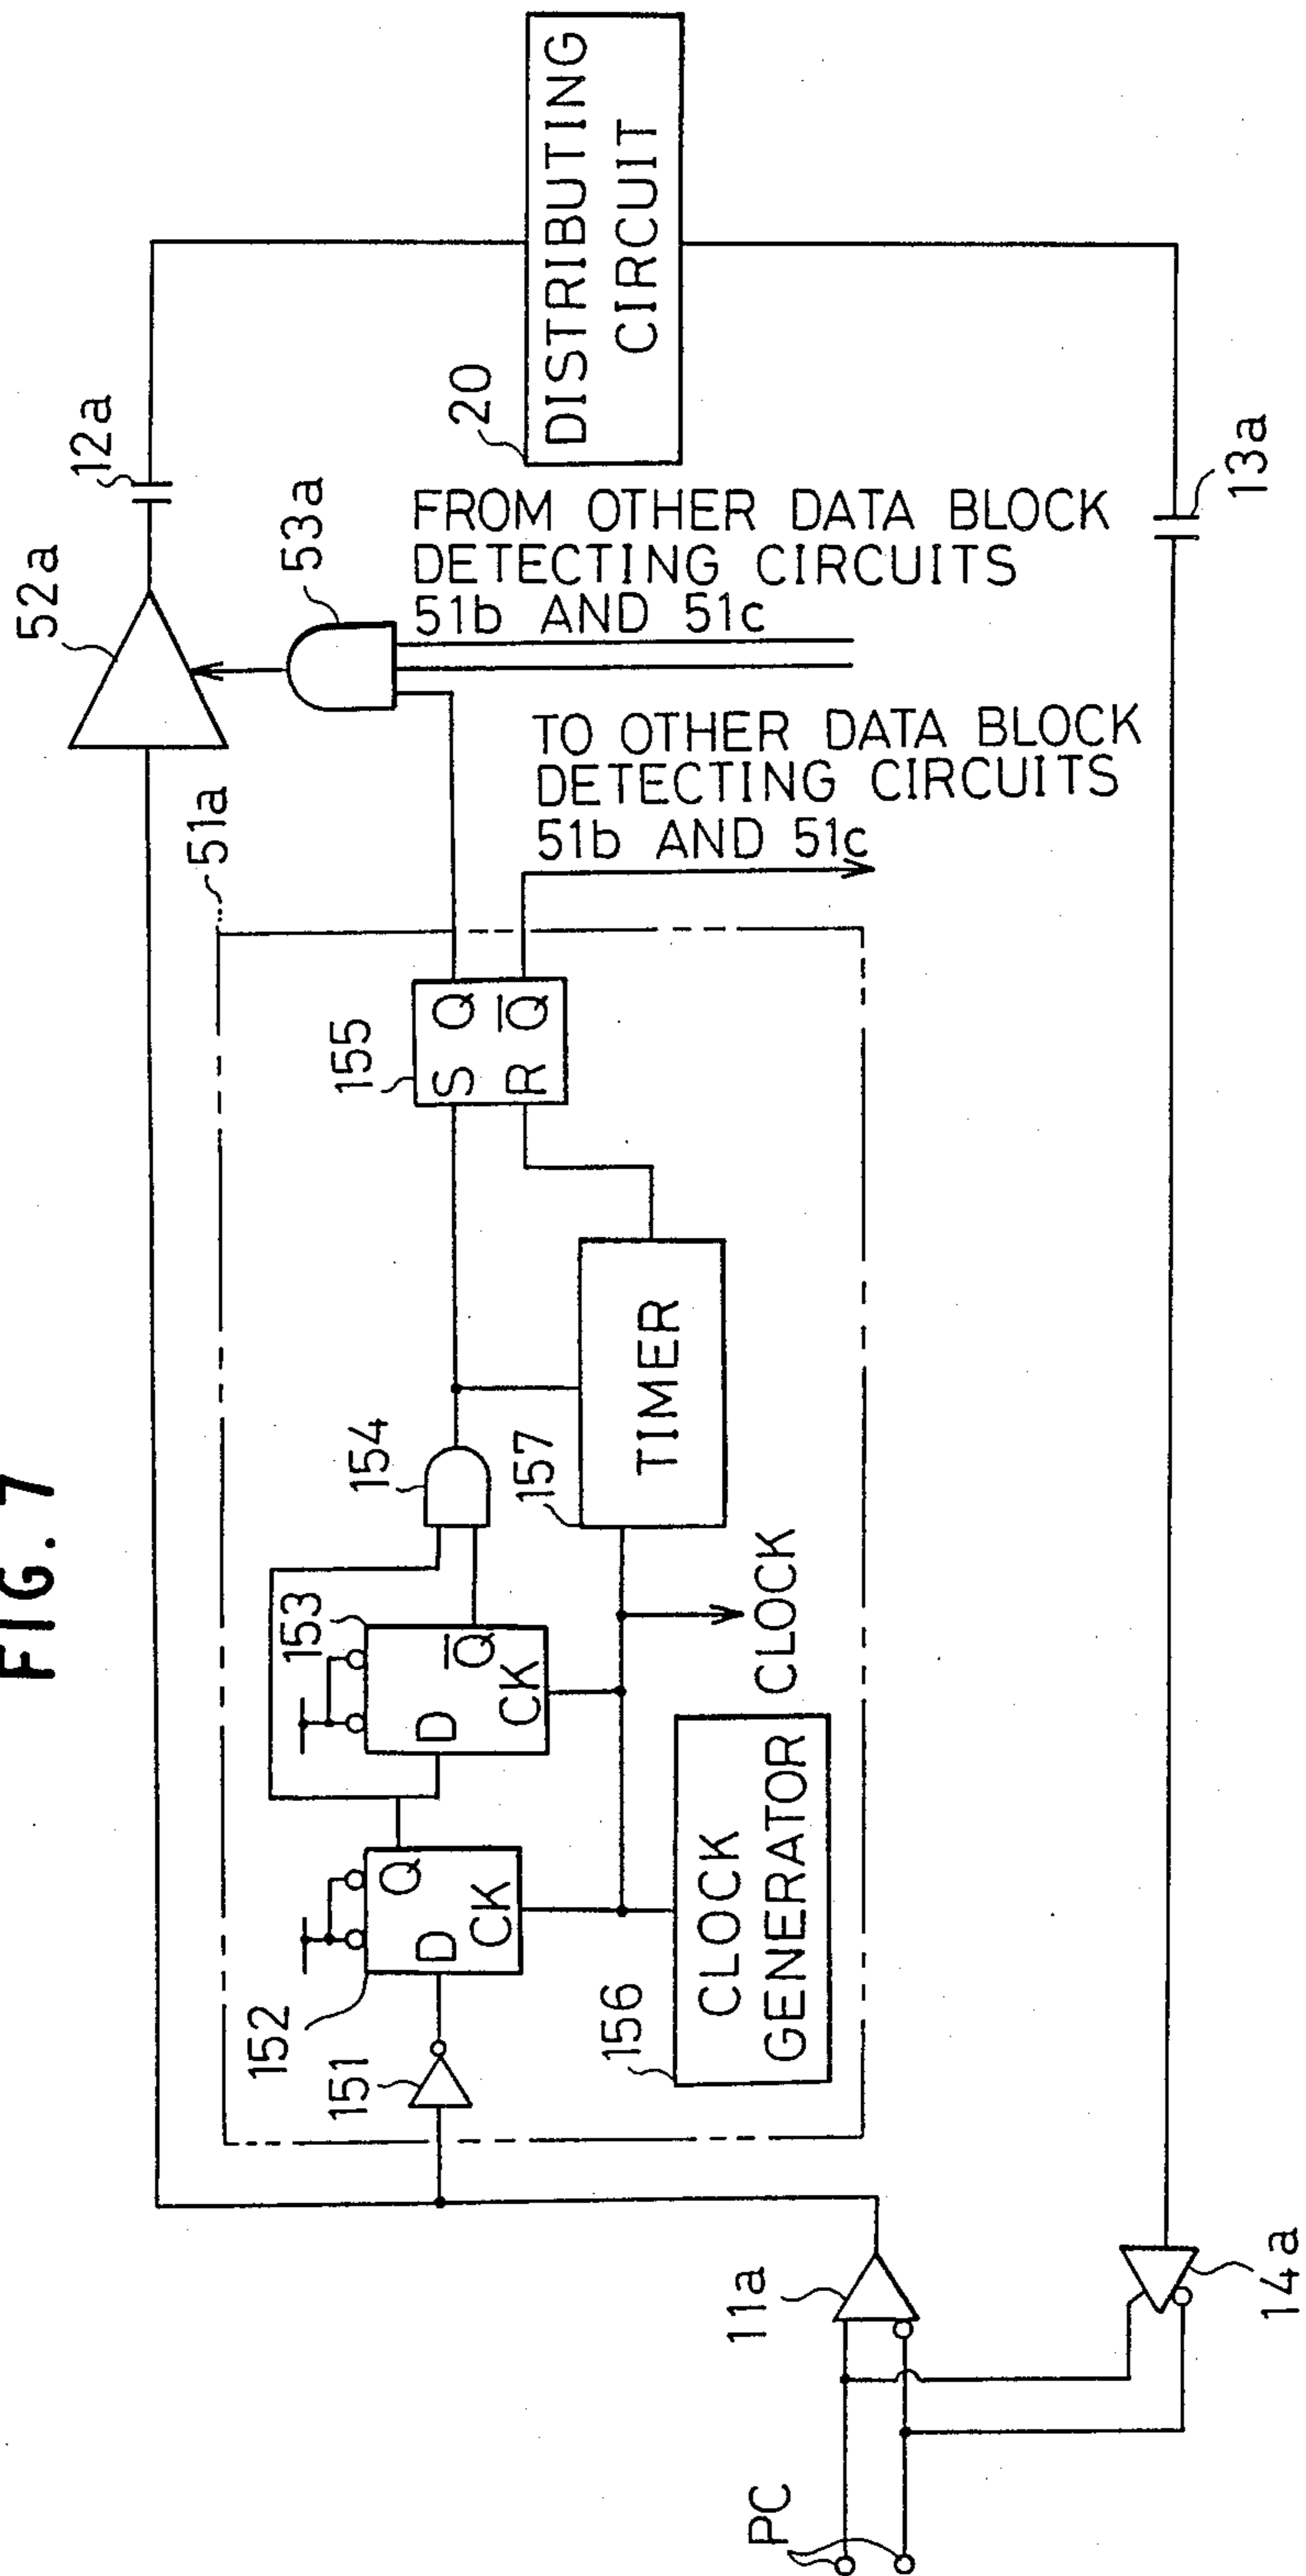 FIG. 7
52a
12a
53a
FROM OTHER DATA BLOCK
DETECTING CIRCUITS
51b AND 51c
20
DISTRIBUTING
CIRCUIT
51a
TO OTHER DATA BLOCK
DETECTING CIRCUITS
51b AND 51c
151
152
D
Q
CK
153
D
Q̅
CK
154
155
S Q
R Q̅
157
TIMER
156
CLOCK
GENERATOR
CLOCK
PC
11a
14a
13a